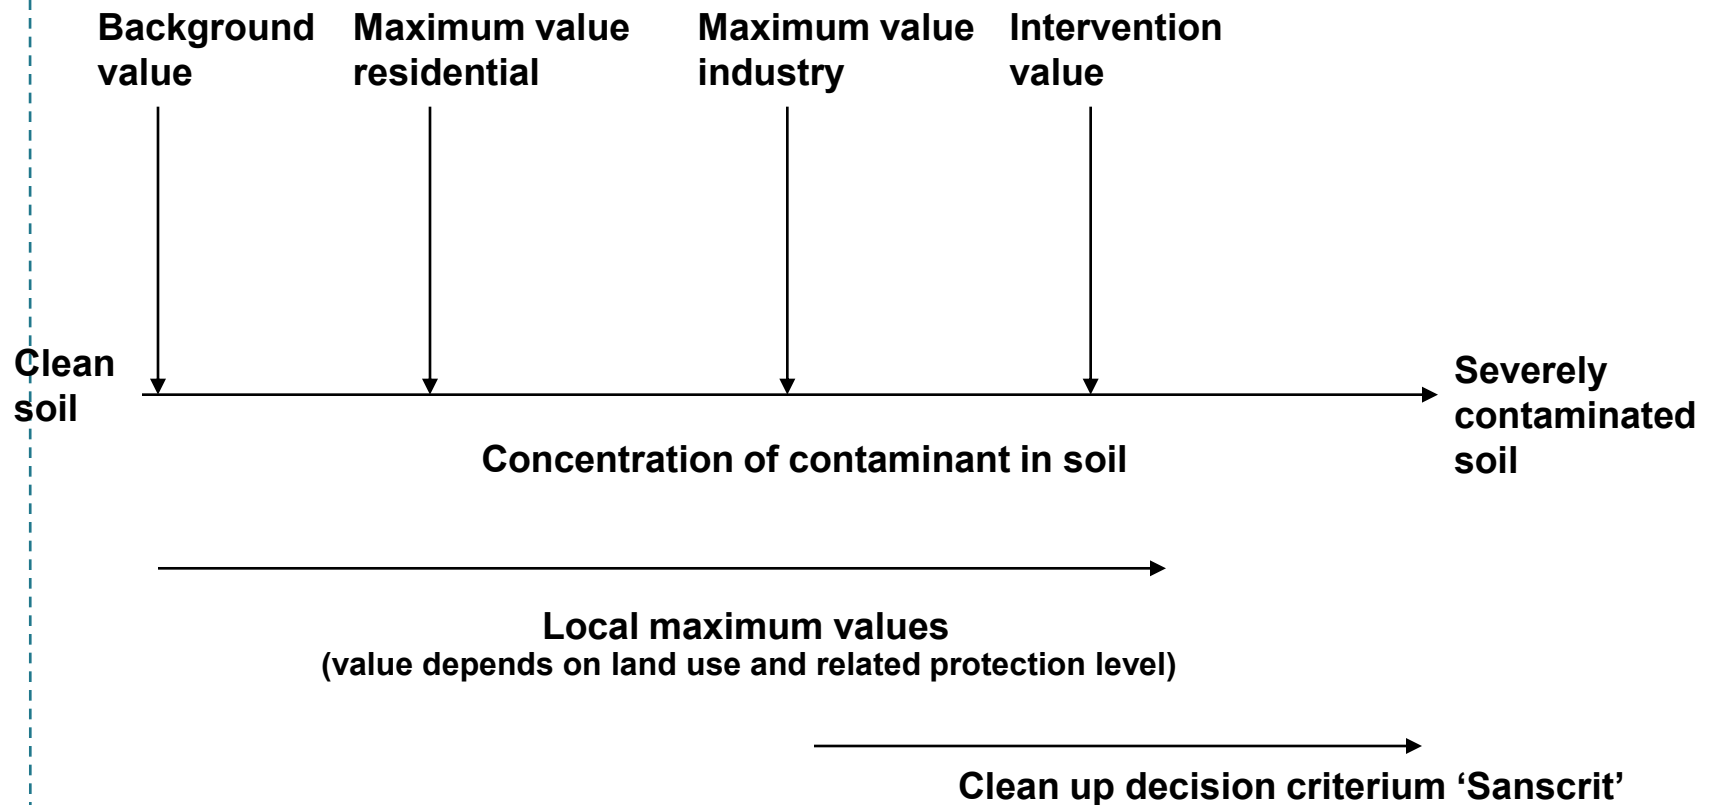 Background value
Maximum value residential
Maximum value industry
Intervention value
Clean soil
Severely contaminated soil
Concentration of contaminant in soil
Local maximum values
(value depends on land use and related protection level)
Clean up decision criterium ‘Sanscrit’